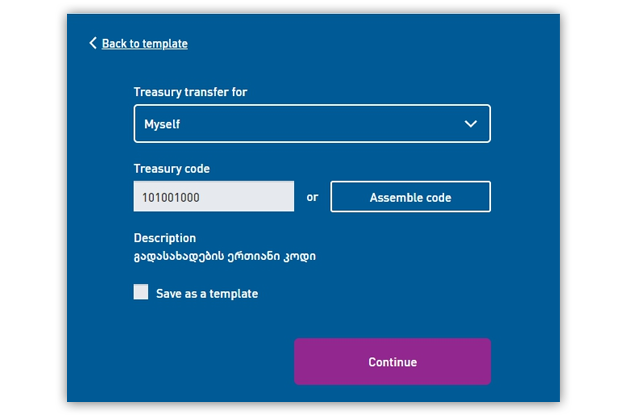 Back to template
Treasury transfer for
Myself
Treasury code
101001000 or Assemble code
Description
გადასახადების ერთიანი კოდი
Save as a template
Continue